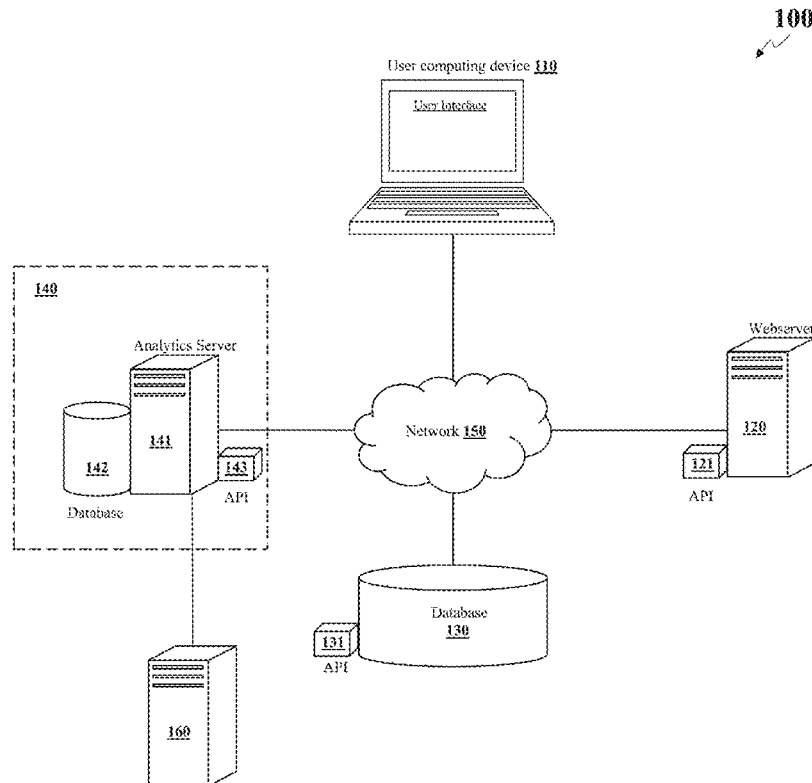 100
User computing device 110
User Interface
140
Analytics Server
Webserver
141
142
143
Database
API
Network 150
120
121
API
Database
130
131
API
160